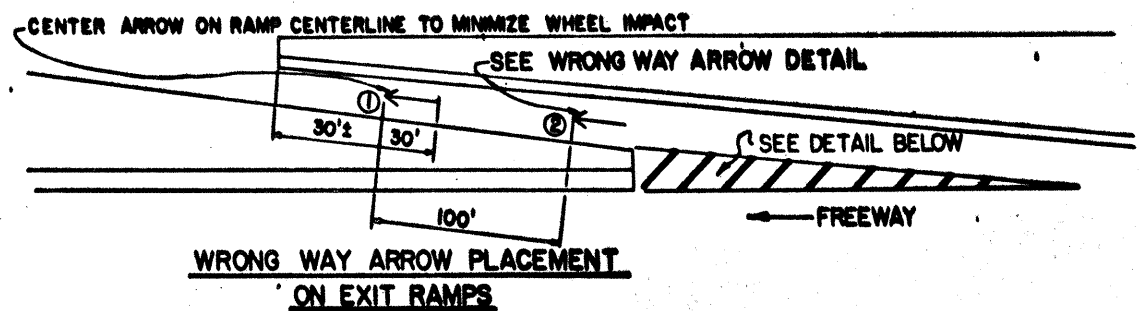 CENTER ARROW ON RAMP CENTERLINE TO MINIMIZE WHEEL IMPACT
SEE WRONG WAY ARROW DETAIL
①
②
30'±
30'
SEE DETAIL BELOW
100'
FREEWAY
WRONG WAY ARROW PLACEMENT
ON EXIT RAMPS